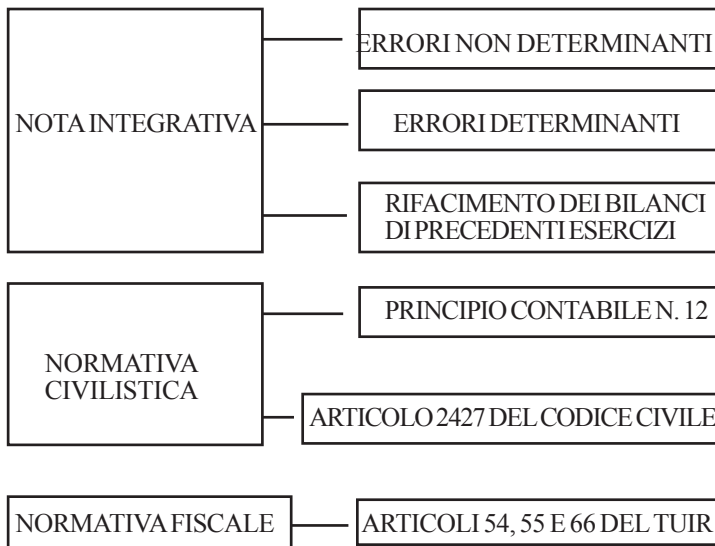 NOTA INTEGRATIVA
ERRORI NON DETERMINANTI
ERRORI DETERMINANTI
RIFACIMENTO DEI BILANCI
DI PRECEDENTI ESERCIZI
NORMATIVA
CIVILISTICA
PRINCIPIO CONTABILE N. 12
ARTICOLO 2427 DEL CODICE CIVILE
NORMATIVA FISCALE
ARTICOLI 54, 55 E 66 DEL TUIR